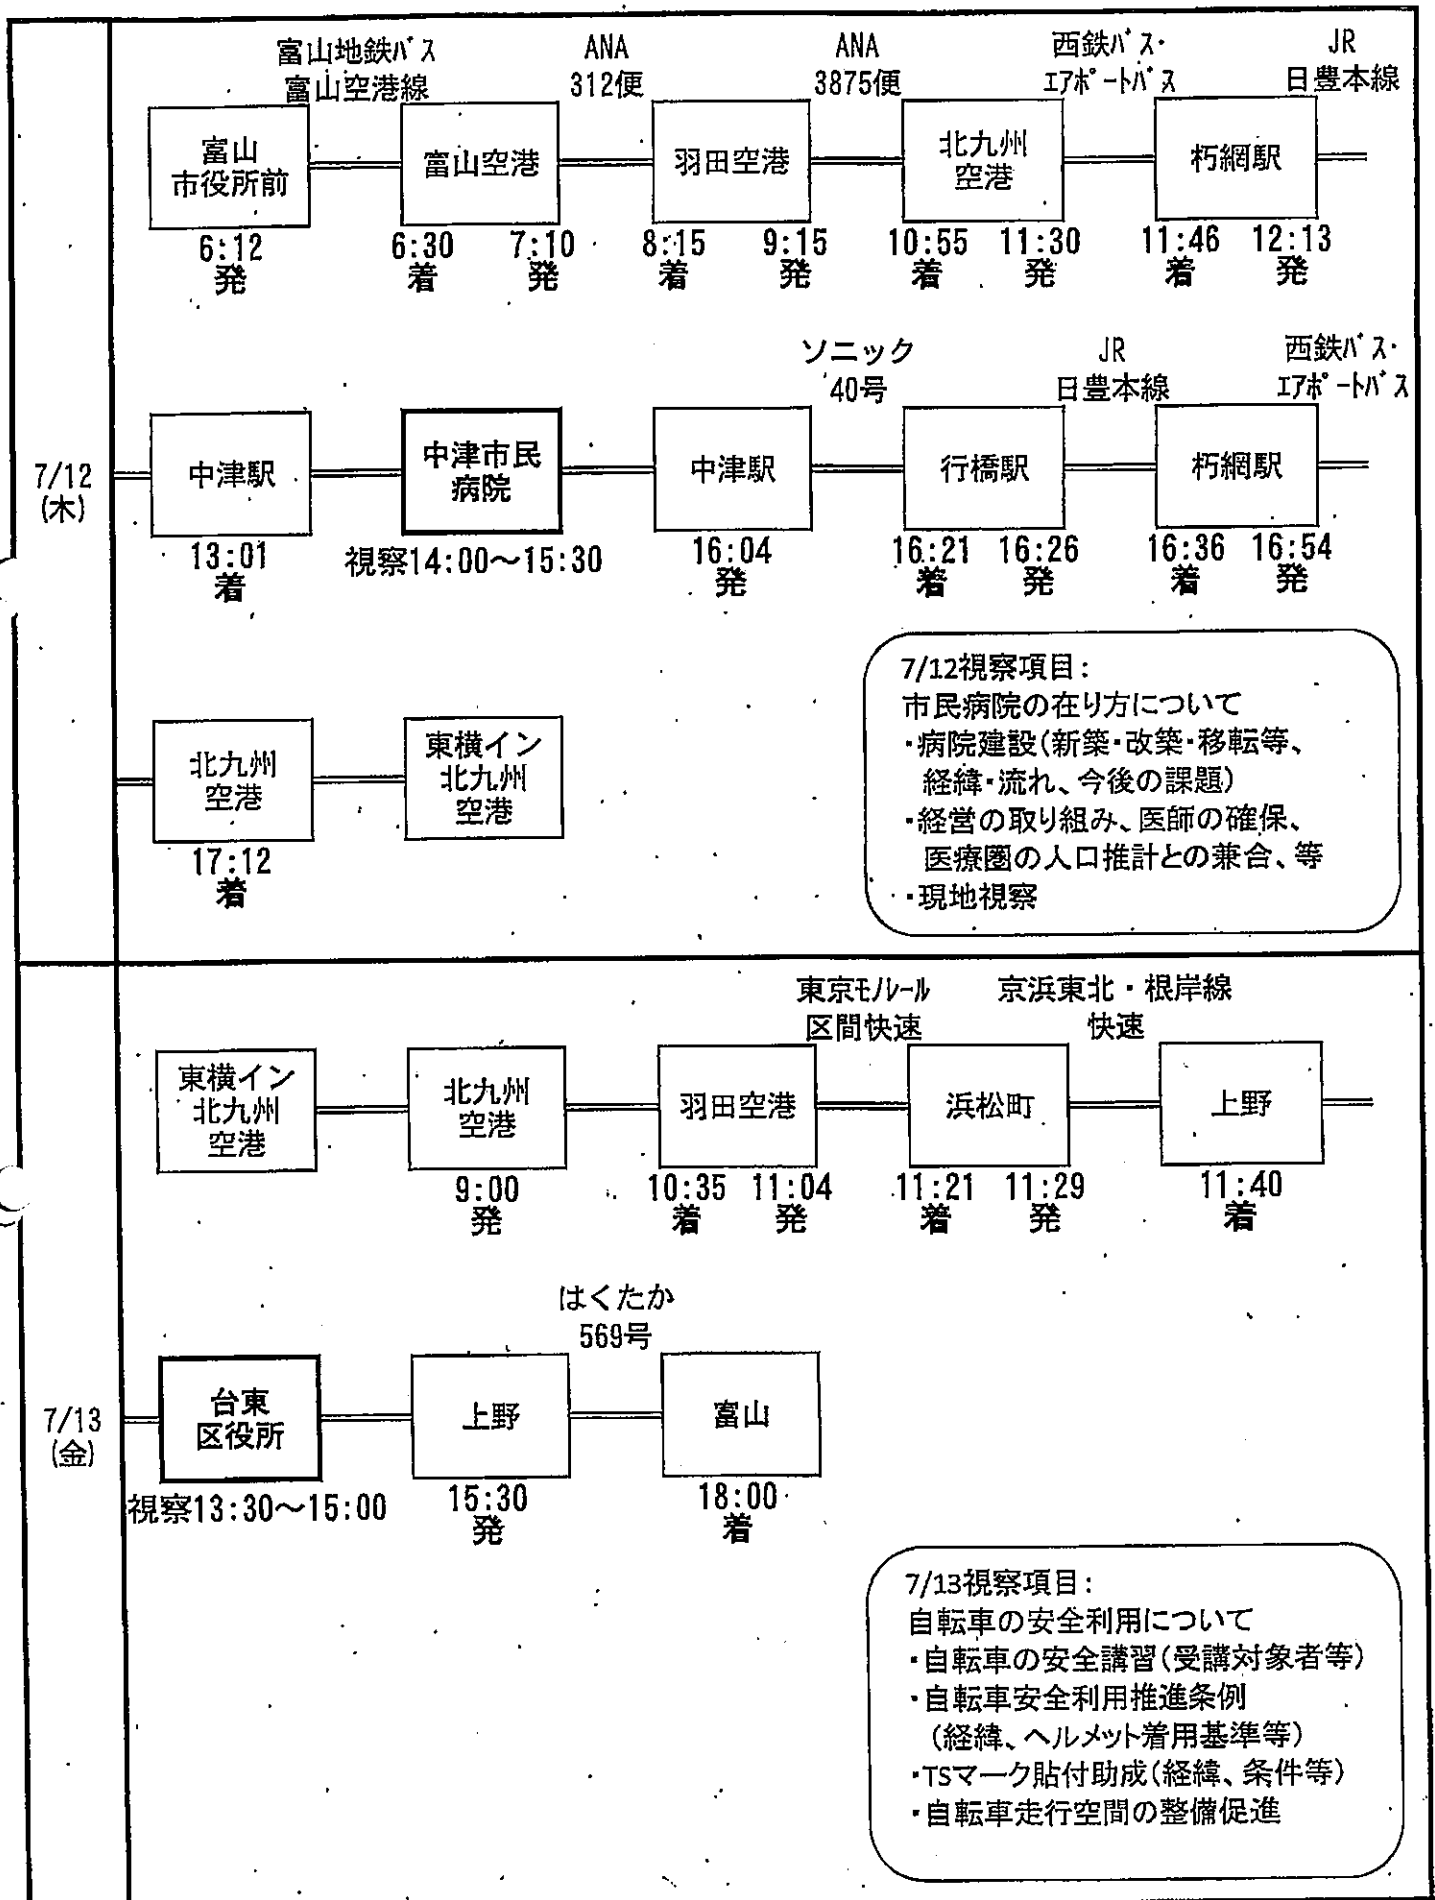 富山地鉄バス
富山空港線
ANA
312便
ANA
3875便
西鉄バス・
エアポートバス
JR
日豊本線
富山
市役所前
富山空港
羽田空港
北九州
空港
朽網駅
6:12
発
6:30
着
7:10
発
8:15
着
9:15
発
10:55
着
11:30
発
11:46
着
12:13
発
7/12
(木)
ソニック
40号
JR
日豊本線
西鉄バス・
エアポートバス
中津駅
中津市民
病院
中津駅
行橋駅
朽網駅
13:01
着
視察14:00～15:30
16:04
発
16:21
着
16:26
発
16:36
着
16:54
発
北九州
空港
東横イン
北九州
空港
17:12
着
7/12視察項目:
市民病院の在り方について
・病院建設(新築・改築・移転等、
経緯・流れ、今後の課題)
・経営の取り組み、医師の確保、
医療圏の人口推計との兼合、等
・現地視察
7/13
(金)
東京モノレール
区間快速
京浜東北・根岸線
快速
東横イン
北九州
空港
北九州
空港
羽田空港
浜松町
上野
9:00
発
10:35
着
11:04
発
11:21
着
11:29
発
11:40
着
はくたか
569号
台東
区役所
上野
富山
視察13:30～15:00
15:30
発
18:00
着
7/13視察項目:
自転車の安全利用について
・自転車の安全講習(受講対象者等)
・自転車安全利用推進条例
(経緯、ヘルメット着用基準等)
・TSマーク貼付助成(経緯、条件等)
・自転車走行空間の整備促進